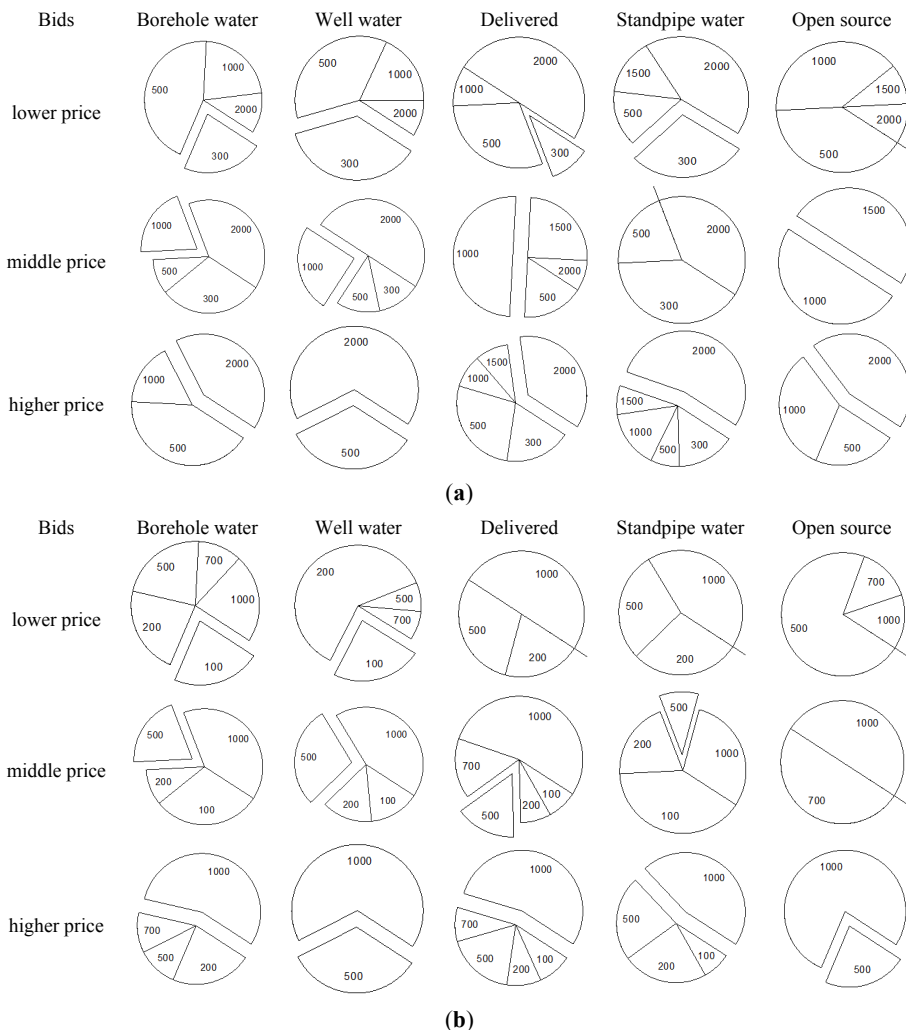 Bids Borehole water Well water Delivered Standpipe water Open source
500 1000 2000 300
500 1000 2000 300
2000 1000 500 300
1500 2000 500 300
1000 1500 2000 500
lower price
1000 2000 500 300
2000 1000 500 300
1000 1500 2000 500
500 2000 300
1500 1000
middle price
2000 1000 500
2000 500
1500 2000 1000 500 300
2000 1500 1000 500 300
2000 1000 500
higher price
(a)
Bids Borehole water Well water Delivered Standpipe water Open source
500 700 1000 200 100
200 500 700 100
1000 500 200
1000 500 200
700 1000 500
lower price
500 1000 200 100
1000 500 200 100
1000 700 100 200 500
500 200 1000 100
1000 700
middle price
1000 700 500 200
1000 500
1000 700 500 200 100
1000 500 200 100
1000 500
higher price
(b)